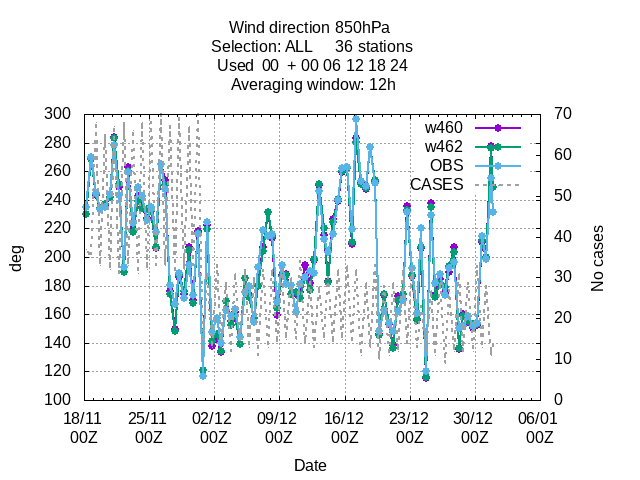 Wind direction 850hPa
Selection: ALL 36 stations
Used 00 + 00 06 12 18 24
Averaging window: 12h
300
280
260
240
220
200
180
160
140
120
100
deg
70
60
50
40
30
20
10
0
No cases
w460
w462
OBS
CASES
18/11 25/11 02/12 09/12 16/12 23/12 30/12 06/01
00Z 00Z 00Z 00Z 00Z 00Z 00Z 00Z
Date